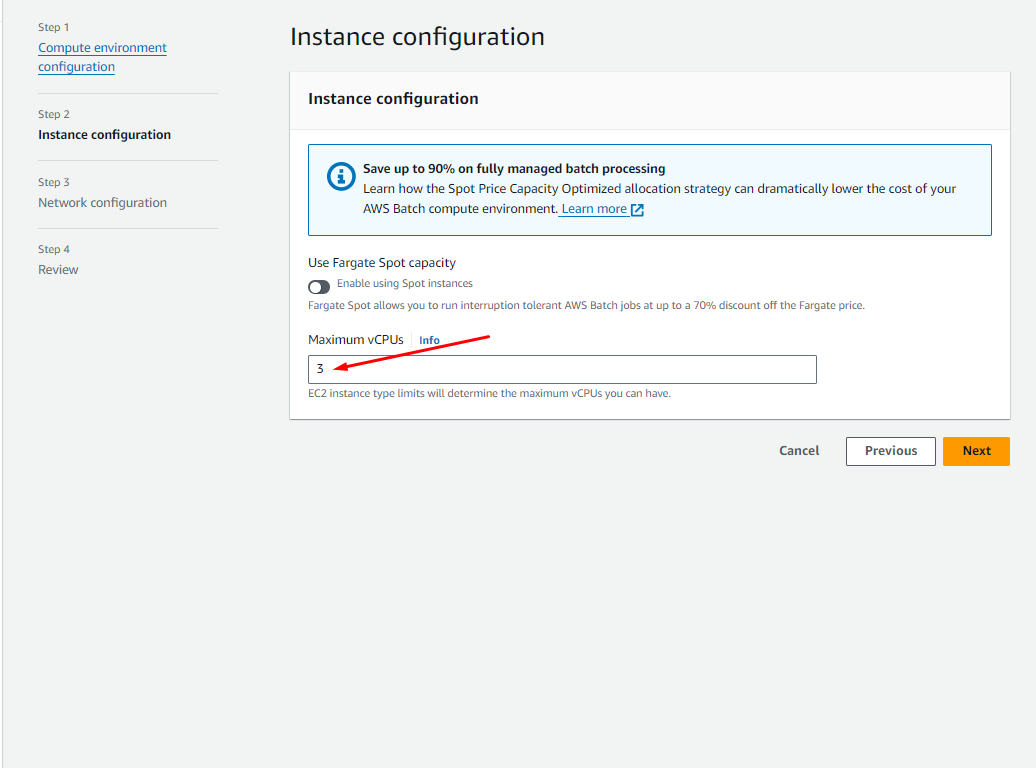 Step 1
Compute environment
configuration
Step 2
Instance configuration
Step 3
Network configuration
Step 4
Review
Instance configuration
Instance configuration
Save up to 90% on fully managed batch processing
Learn how the Spot Price Capacity Optimized allocation strategy can dramatically lower the cost of your
AWS Batch compute environment. Learn more
Use Fargate Spot capacity
Enable using Spot instances
Fargate Spot allows you to run interruption tolerant AWS Batch jobs at up to a 70% discount off the Fargate price.
Maximum vCPUs Info
3
EC2 instance type limits will determine the maximum vCPUs you can have.
Cancel Previous Next